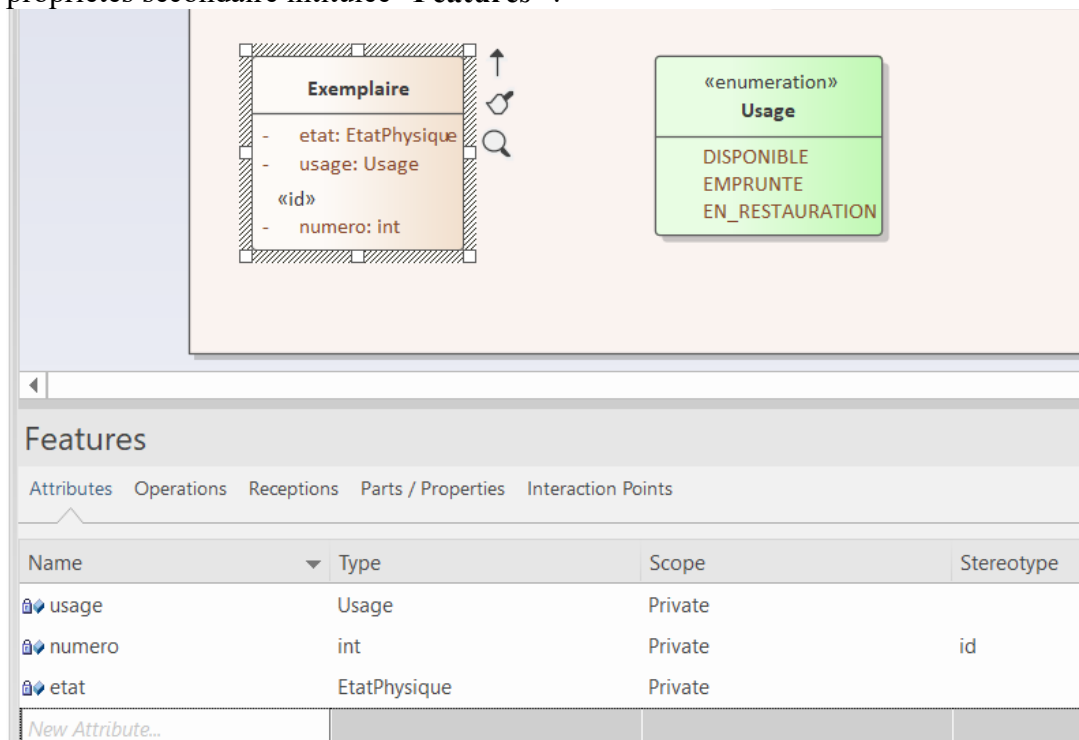 propriétés secondaire intitulée "Features" :
Exemplaire
- etat: EtatPhysique
- usage: Usage
«id»
- numero: int
«enumeration»
Usage
DISPONIBLE
EMPRUNTE
EN_RESTAURATION
Features
Attributes Operations Receptions Parts / Properties Interaction Points
Name Type Scope Stereotype
usage Usage Private
numero int Private id
etat EtatPhysique Private
New Attribute...